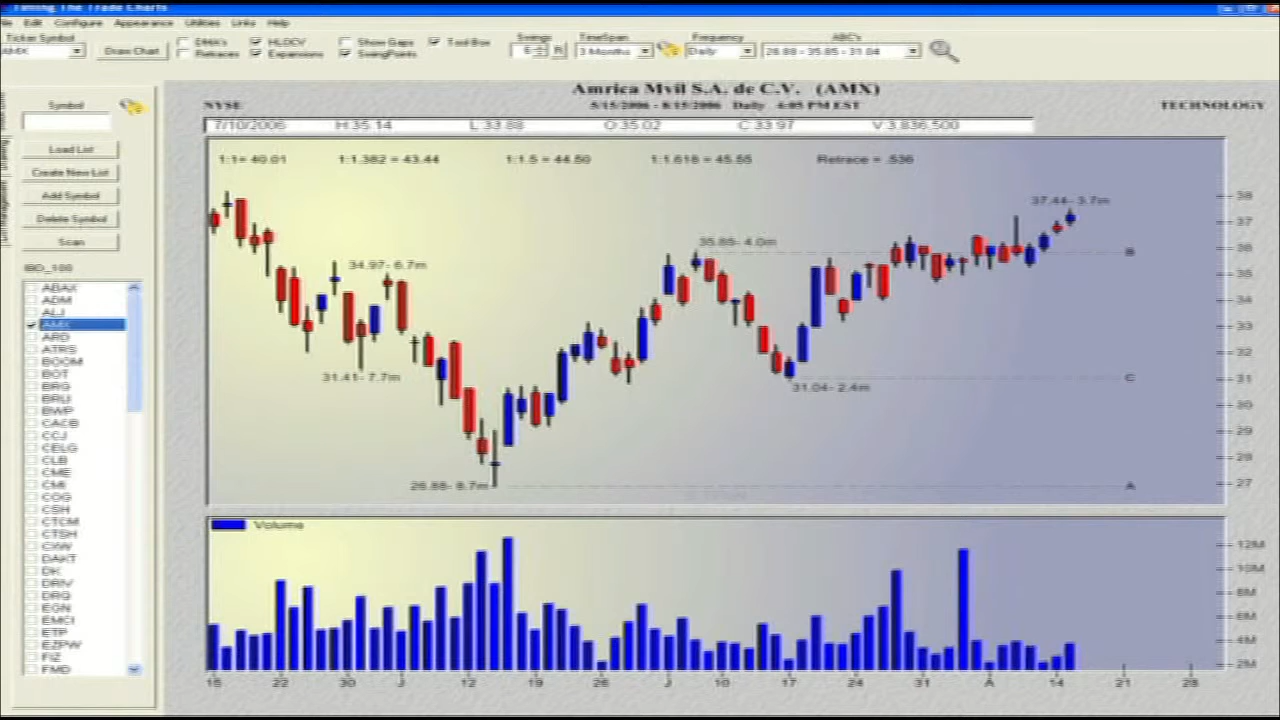 Timing The Trade Charts
Edit Configure Appearance Utilities Links Help
Ticker Symbol
AMX
Draw Chart
DMA's
Retraces
HLOCV
Expansions
Show Gaps
SwingPoints
Tool Box
Swings
TimeSpan
3 Months
Frequency
Daily
ABC's
26.88 - 35.85 - 31.04
Amrica Mvil S.A. de C.V. (AMX)
NYSE
5/15/2006 - 8/15/2006 Daily 4:05 PM EST
TECHNOLOGY
7/10/2006 H:35.14 L:33.88 O:35.02 C:33.97 V:3,836,500
1:1= 40.01 1:1.382 = 43.44 1:1.5 = 44.50 1:1.618 = 45.55 Retrace = .536
Symbol
Load List
Create New List
Add Symbol
Delete Symbol
Scan
IBD_100
ABAX
ADM
ALJ
AMX
ARD
ATRS
BOOM
BOT
BRG
BRLI
BWP
CACB
CCJ
CELG
CLB
CME
CMI
COG
CSH
CTCM
CTSH
CXW
DAKT
DK
DRIV
DRQ
EGN
EMCI
ETP
EZPW
FIZ
FMD
37.44- 3.7m
35.85- 4.0m
34.97- 6.7m
31.41- 7.7m
31.04- 2.4m
26.88- 8.7m
B
C
A
38
37
36
35
34
33
32
31
30
29
28
27
Volume
12M
10M
8M
6M
4M
2M
15 22 30 J 12 19 26 J 10 17 24 31 A 14 21 28